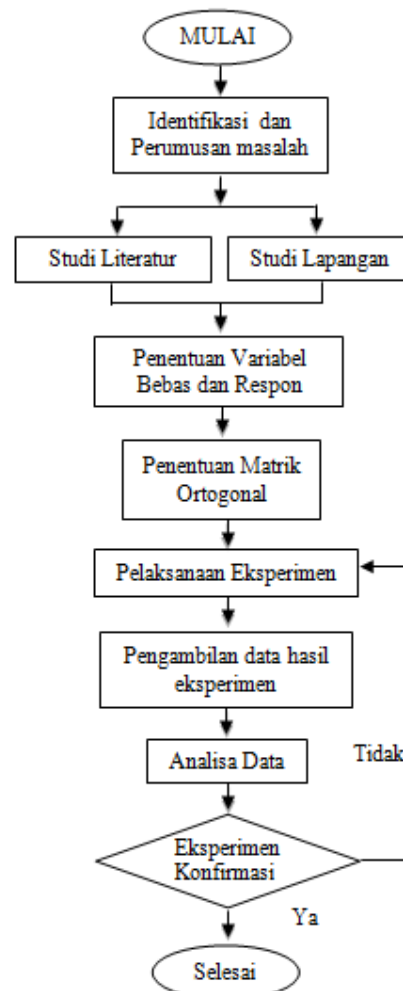 MULAI
Identifikasi dan
Perumusan masalah
Studi Literatur
Studi Lapangan
Penentuan Variabel
Bebas dan Respon
Penentuan Matrik
Ortogonal
Pelaksanaan Eksperimen
Pengambilan data hasil
eksperimen
Analisa Data
Tidak
Eksperimen
Konfirmasi
Ya
Selesai